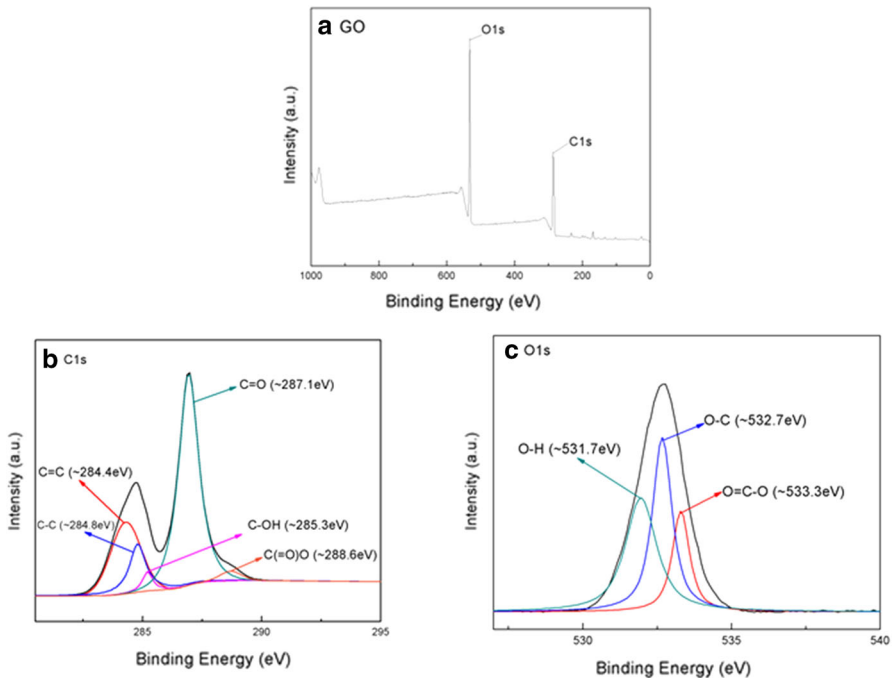 a GO
O1s
C1s
Intensity (a.u.)
1000 800 600 400 200 0
Binding Energy (eV)
b C1s
C=O (~287.1eV)
C=C (~284.4eV)
C-C (~284.8eV)
C-OH (~285.3eV)
C(=O)O (~288.6eV)
Intensity (a.u.)
285 290 295
Binding Energy (eV)
c O1s
O-C (~532.7eV)
O-H (~531.7eV)
O=C-O (~533.3eV)
Intensity (a.u.)
530 535 540
Binding Energy (eV)